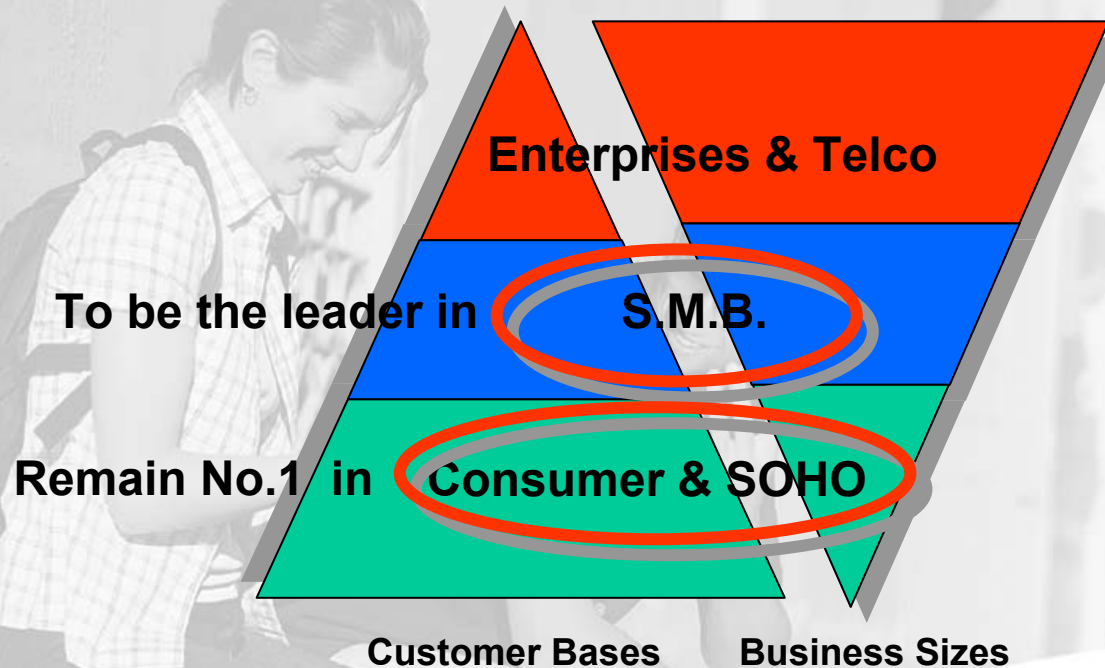 Enterprises & Telco
To be the leader in S.M.B.
Remain No.1 in Consumer & SOHO
Customer Bases Business Sizes